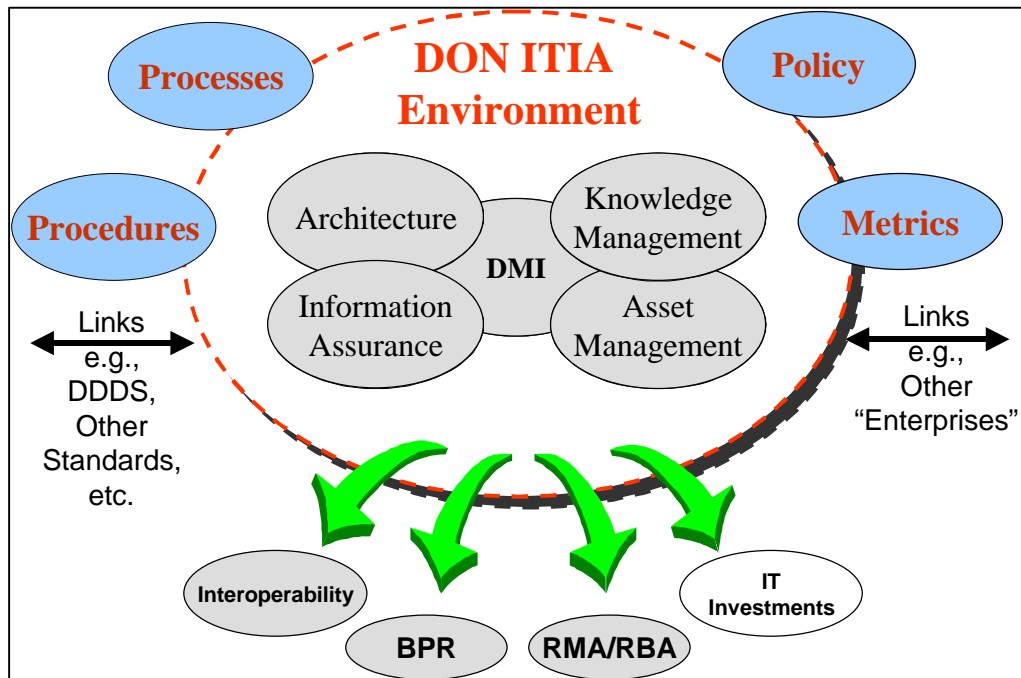 DON ITIA
Environment
Processes
Policy
Procedures
Metrics
Architecture
Knowledge
Management
DMI
Information
Assurance
Asset
Management
Links
e.g.,
DDDS,
Other
Standards,
etc.
Links
e.g.,
Other
“Enterprises”
Interoperability
BPR
RMA/RBA
IT
Investments